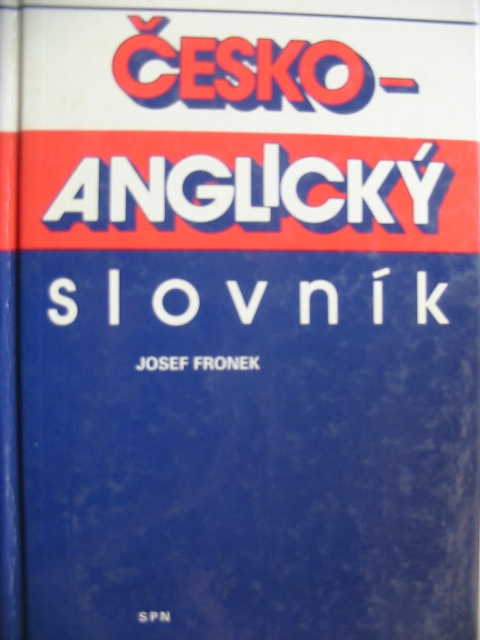 ČESKO-
ANGLICKÝ
slovník
JOSEF FRONEK
SPN